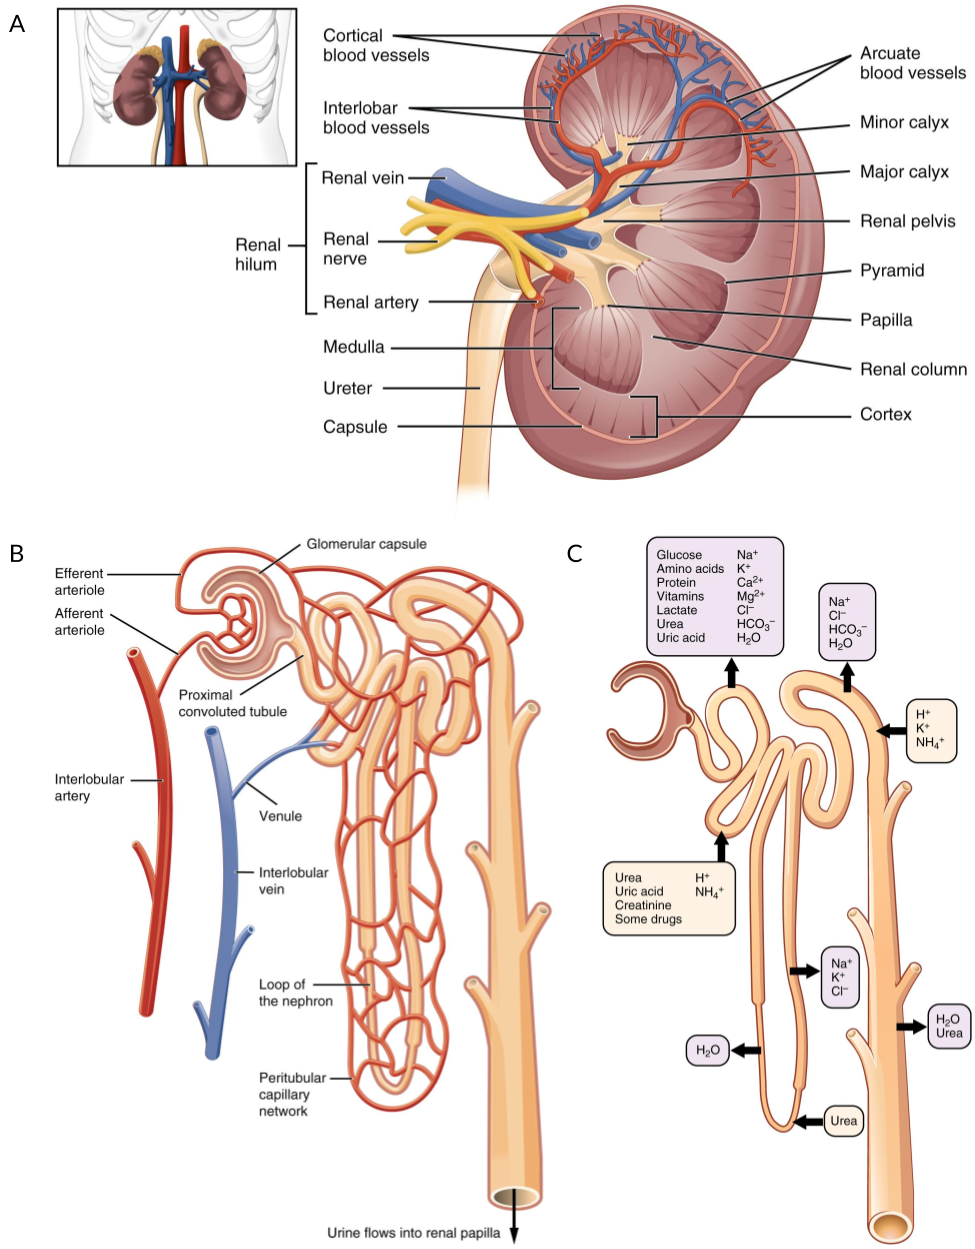 A
Cortical
blood vessels
Interlobar
blood vessels
Renal vein
Renal
hilum
Renal
nerve
Renal artery
Medulla
Ureter
Capsule
Arcuate
blood vessels
Minor calyx
Major calyx
Renal pelvis
Pyramid
Papilla
Renal column
Cortex
B
Glomerular capsule
Efferent
arteriole
Afferent
arteriole
Proximal
convoluted tubule
Interlobular
artery
Venule
Interlobular
vein
Loop of
the nephron
Peritubular
capillary
network
Urine flows into renal papilla
C
Glucose Na⁺
Amino acids K⁺
Protein Ca²⁺
Vitamins Mg²⁺
Lactate Cl⁻
Urea HCO₃⁻
Uric acid H₂O
Na⁺
Cl⁻
HCO₃⁻
H₂O
H⁺
K⁺
NH₄⁺
Urea H⁺
Uric acid NH₄⁺
Creatinine
Some drugs
Na⁺
K⁺
Cl⁻
H₂O
Urea
H₂O
Urea